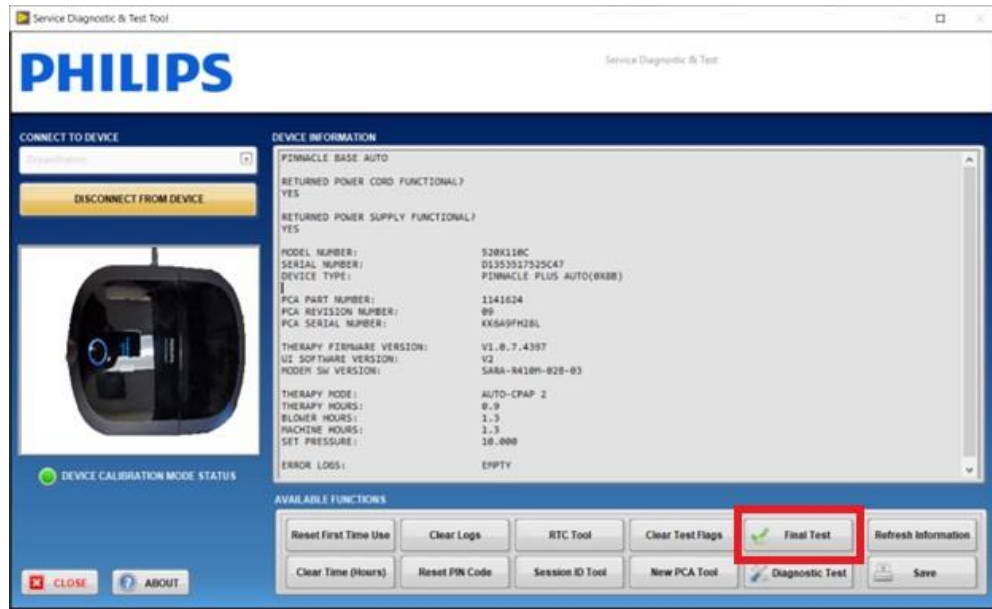 Service Diagnostic & Test Tool
PHILIPS
Service Diagnostic & Test
CONNECT TO DEVICE
DISCONNECT FROM DEVICE
DEVICE CALIBRATION MODE STATUS
CLOSE
ABOUT
DEVICE INFORMATION
PINNACLE BASE AUTO
RETURNED POWER CORD FUNCTIONAL?
YES
RETURNED POWER SUPPLY FUNCTIONAL?
YES
MODEL NUMBER: 520X110C
SERIAL NUMBER: D1353517525C47
DEVICE TYPE: PINNACLE PLUS AUTO(0X8B)
PCA PART NUMBER: 1141624
PCA REVISION NUMBER: 09
PCA SERIAL NUMBER: KK6A9FH28L
THERAPY FIRMWARE VERSION: V1.0.7.4397
UI SOFTWARE VERSION: V2
MODEM SW VERSION: SARA-R410M-02B-03
THERAPY MODE: AUTO-CPAP 2
THERAPY HOURS: 0.9
BLOWER HOURS: 1.3
MACHINE HOURS: 1.3
SET PRESSURE: 10.000
ERROR LOGS: EMPTY
AVAILABLE FUNCTIONS
Reset First Time Use Clear Logs RTC Tool Clear Test Flags Final Test Refresh Information
Clear Time (Hours) Reset PIN Code Session ID Tool New PCA Tool Diagnostic Test Save